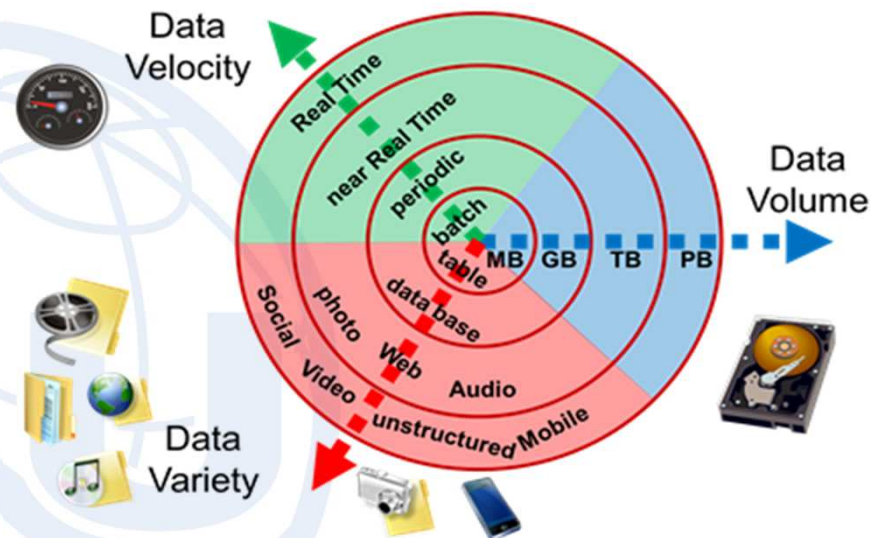 Data
Velocity
Real Time
near Real Time
periodic
batch
Data
Volume
MB GB TB PB
table
data base
photo
Web
Audio
Social
Video
unstructured
Mobile
Data
Variety